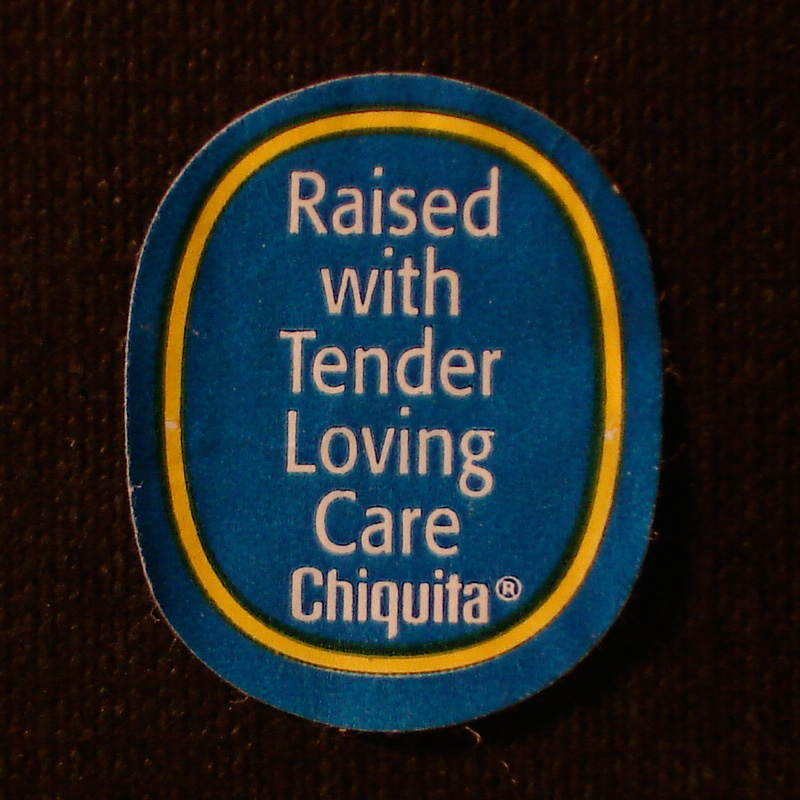 Raised
with
Tender
Loving
Care
Chiquita®